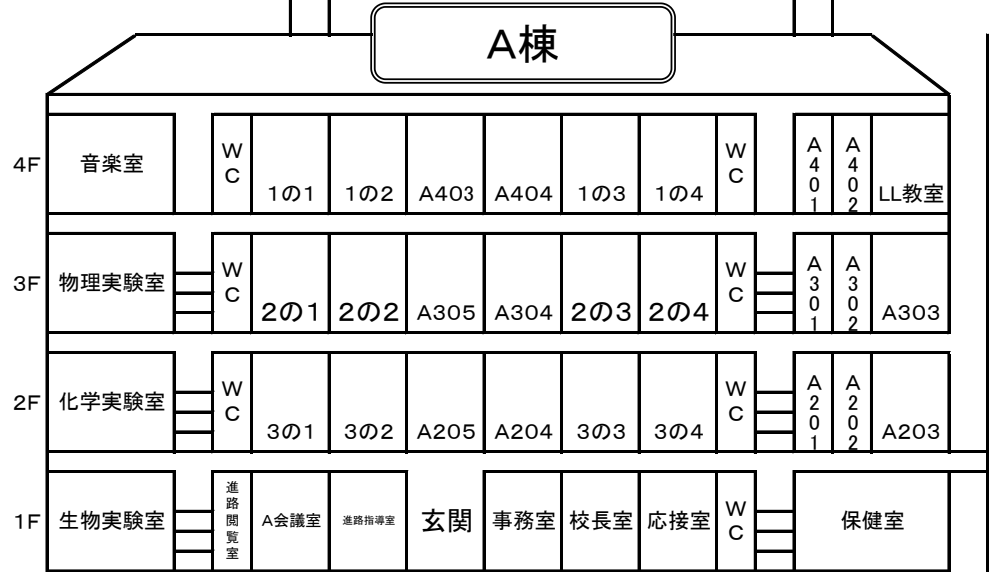 A棟
4F
音楽室
WC
1の1
1の2
A403
A404
1の3
1の4
WC
A401
A402
LL教室
3F
物理実験室
WC
2の1
2の2
A305
A304
2の3
2の4
WC
A301
A302
A303
2F
化学実験室
WC
3の1
3の2
A205
A204
3の3
3の4
WC
A201
A202
A203
1F
生物実験室
進路閲覧室
A会議室
進路指導室
玄関
事務室
校長室
応接室
WC
保健室